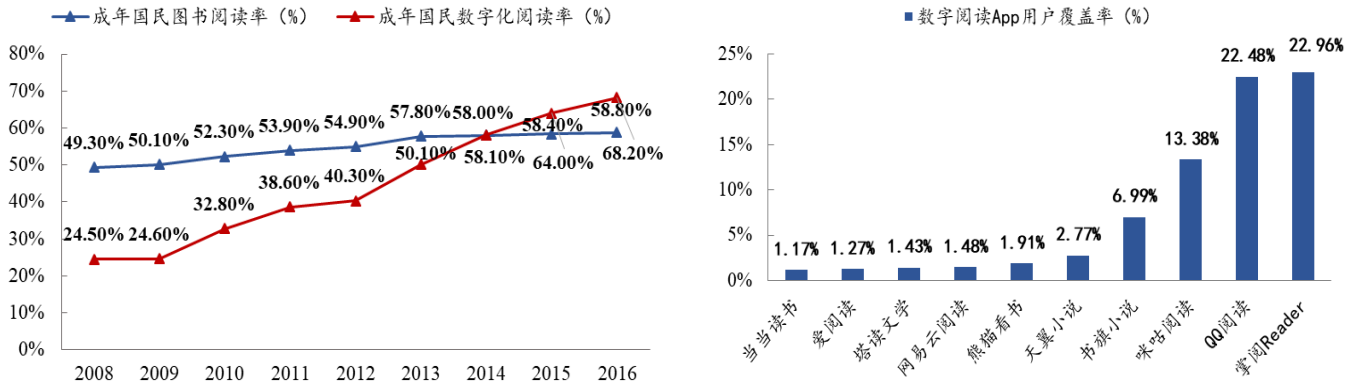 成年国民图书阅读率（%） 成年国民数字化阅读率（%）
80%
70%
60%
50%
40%
30%
20%
10%
0%
49.30% 50.10% 52.30% 53.90% 54.90% 57.80% 58.00% 58.40% 58.80%
24.50% 24.60% 32.80% 38.60% 40.30% 50.10% 58.10% 64.00% 68.20%
2008 2009 2010 2011 2012 2013 2014 2015 2016
数字阅读App用户覆盖率（%）
25%
20%
15%
10%
5%
0%
1.17% 1.27% 1.43% 1.48% 1.91% 2.77% 6.99% 13.38% 22.48% 22.96%
当当读书 爱阅读 塔读文学 网易云阅读 熊猫看书 天翼小说 书旗小说 咪咕阅读 QQ阅读 掌阅Reader